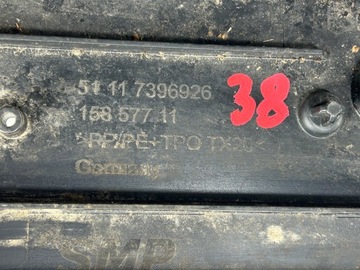 51 11 7396926
38
158 577 11
>PP/PE-TPO TX20<
Germany
SMP